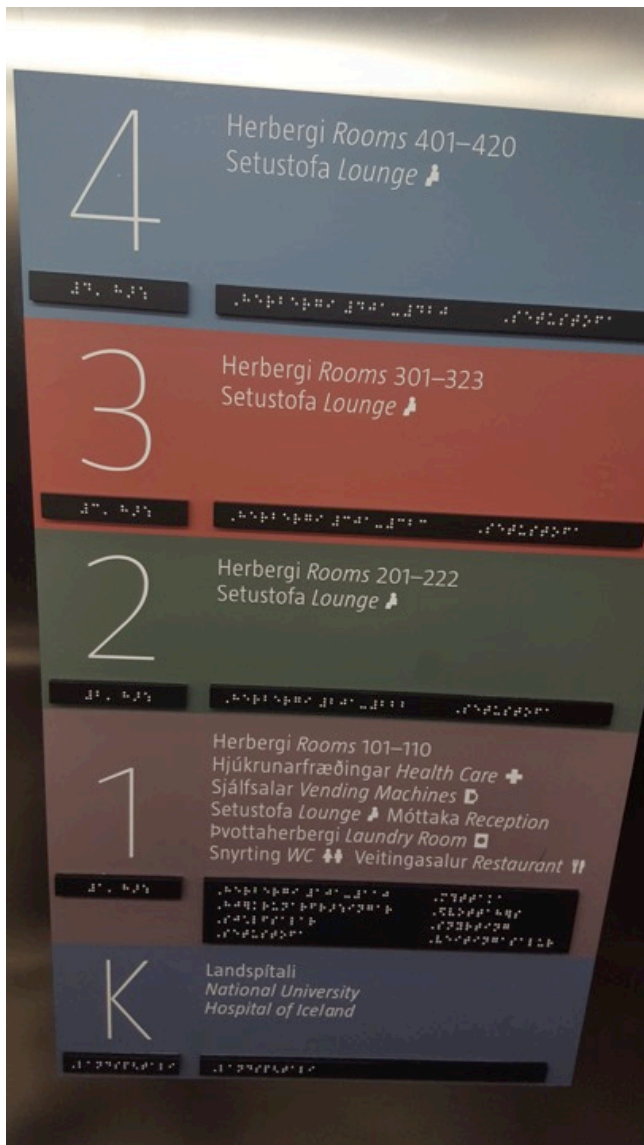 4
Herbergi Rooms 401–420
Setustofa Lounge
3
Herbergi Rooms 301–323
Setustofa Lounge
2
Herbergi Rooms 201–222
Setustofa Lounge
1
Herbergi Rooms 101–110
Hjúkrunarfræðingar Health Care
Sjálfsalar Vending Machines
Setustofa Lounge Móttaka Reception
Þvottaherbergi Laundry Room
Snyrting WC Veitingasalur Restaurant
K
Landspítali
National University
Hospital of Iceland